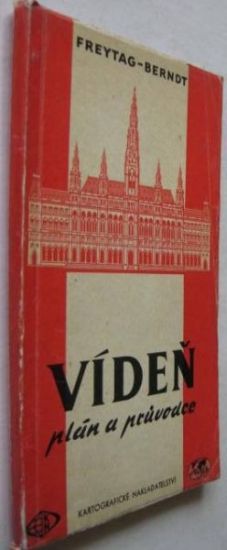 FREYTAG-BERNDT
VÍDEŇ
plán a průvodce
KARTOGRAFICKÉ NAKLADATELSTVÍ